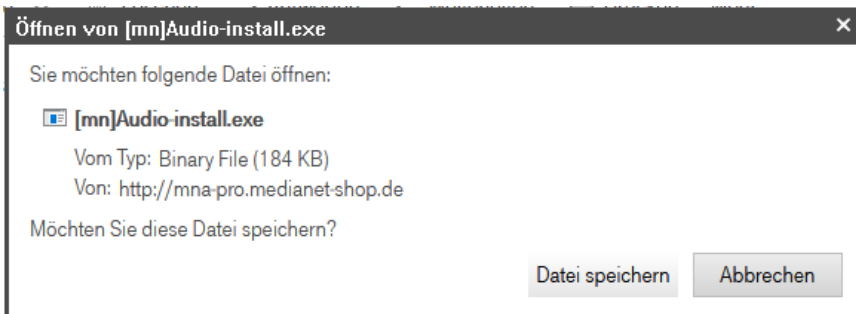 Öffnen von [mn]Audio-install.exe
Sie möchten folgende Datei öffnen:
[mn]Audio-install.exe
Vom Typ: Binary File (184 KB)
Von: http://mna-pro.medianet-shop.de
Möchten Sie diese Datei speichern?
Datei speichern Abbrechen